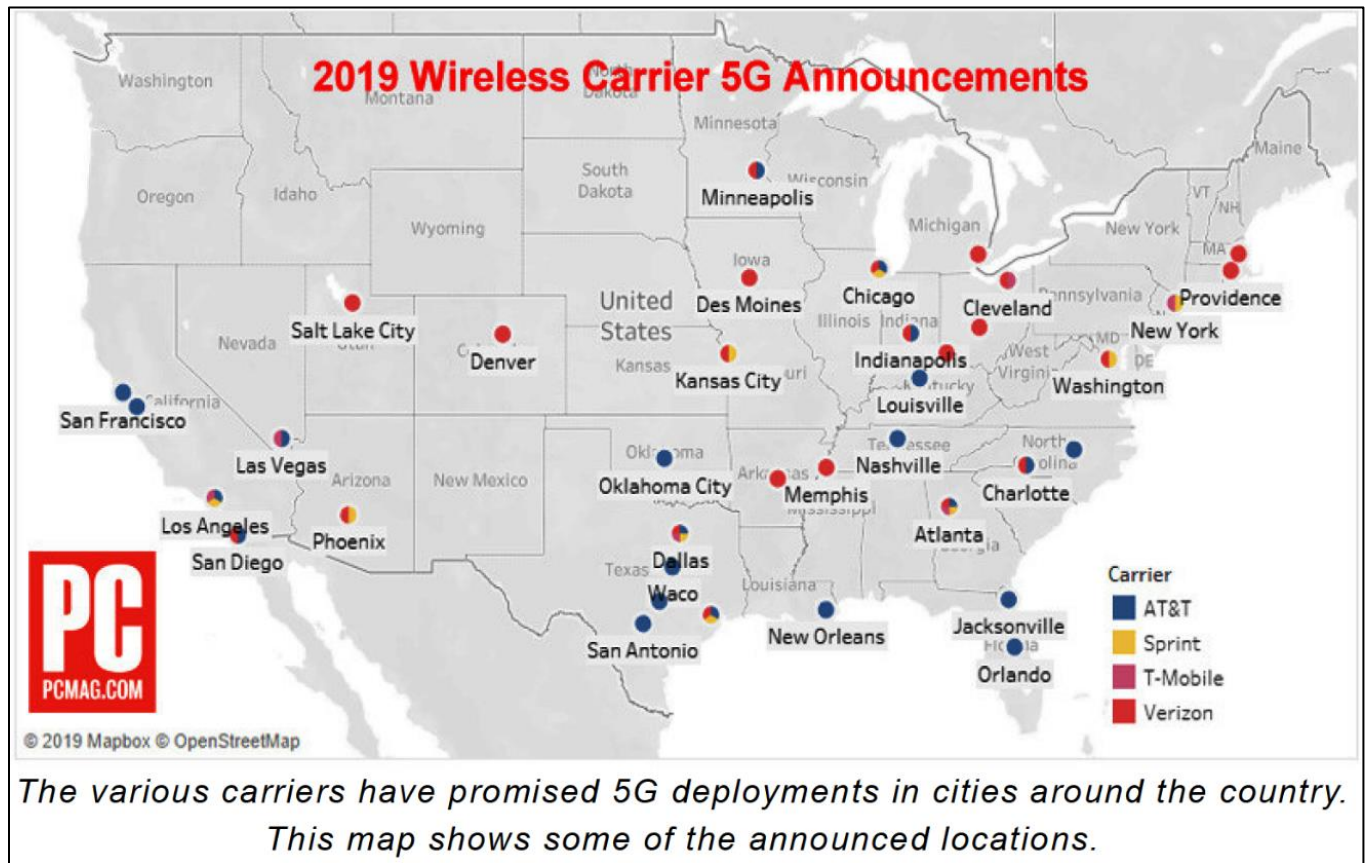 2019 Wireless Carrier 5G Announcements
Washington
Montana
North
Dakota
Minnesota
Maine
Oregon
Idaho
South
Dakota
Minneapolis
Wisconsin
VT
NH
Wyoming
Michigan
New York
MA
Iowa
Des Moines
Chicago
Cleveland
Pennsylvania
Providence
New York
Salt Lake City
Nevada
Denver
United
States
Illinois
Indiana
Indianapolis
MD
DE
Kansas
Kansas City
West
Virginia
Washington
San Francisco
California
Louisville
Las Vegas
Arizona
New Mexico
Oklahoma
Oklahoma City
Arkansas
Memphis
Tennessee
Nashville
North
Carolina
Charlotte
Los Angeles
San Diego
Phoenix
Mississippi
Atlanta
Georgia
Dallas
Texas
Waco
Louisiana
San Antonio
New Orleans
Jacksonville
Florida
Orlando
Carrier
AT&T
Sprint
T-Mobile
Verizon
PC
PCMAG.COM
© 2019 Mapbox © OpenStreetMap
The various carriers have promised 5G deployments in cities around the country.
This map shows some of the announced locations.